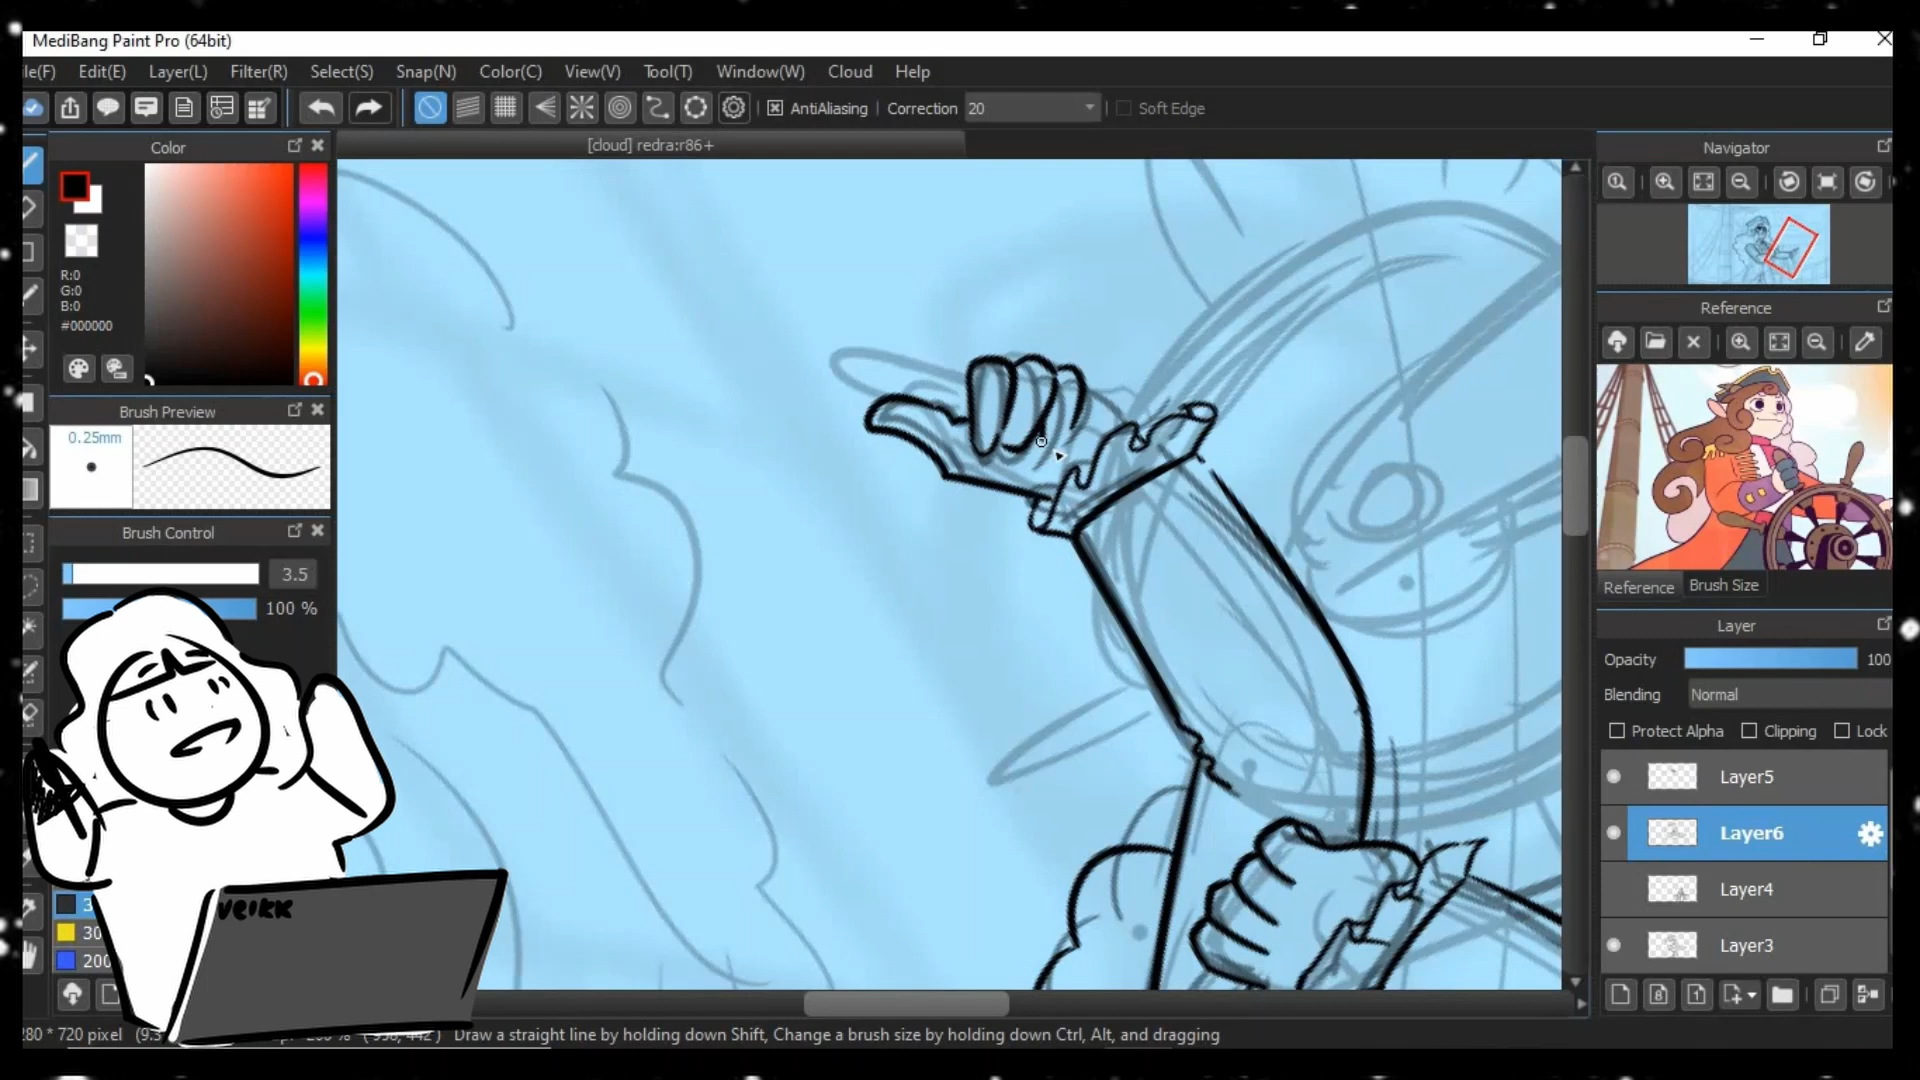 MediBang Paint Pro (64bit)
le(F) Edit(E) Layer(L) Filter(R) Select(S) Snap(N) Color(C) View(V) Tool(T) Window(W) Cloud Help
AntiAliasing Correction 20 Soft Edge
Color
[cloud] redra:r86+
Navigator
R:0
G:0
B:0
#000000
Reference
Brush Preview
0.25mm
Brush Control
3.5
100 %
Reference Brush Size
Layer
Opacity 100
Blending Normal
Protect Alpha Clipping Lock
Layer5
Layer6
Layer4
Layer3
VEIKK
3
30
200
280 * 720 pixel Draw a straight line by holding down Shift, Change a brush size by holding down Ctrl, Alt, and dragging